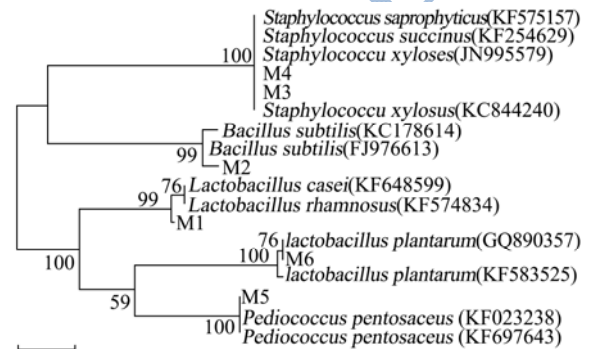 Staphylococcus saprophyticus(KF575157)
Staphylococcus succinus(KF254629)
Staphylococcu xyloses(JN995579)
100
M4
M3
Staphylococcu xylosus(KC844240)
Bacillus subtilis(KC178614)
Bacillus subtilis(FJ976613)
99
M2
76 Lactobacillus casei(KF648599)
99 Lactobacillus rhamnosus(KF574834)
M1
76 lactobacillus plantarum(GQ890357)
100 M6
lactobacillus plantarum(KF583525)
100
59
M5
Pediococcus pentosaceus (KF023238)
100
Pediococcus pentosaceus (KF697643)